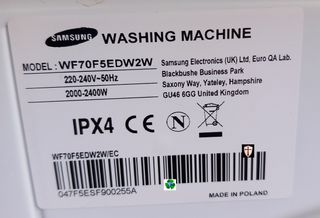 SAMSUNG WASHING MACHINE
MODEL: WF70F5EDW2W
220-240V~50Hz
2000-2400W
Samsung Electronics (UK) Ltd, Euro QA Lab.
Blackbushe Business Park
Saxony Way, Yateley, Hampshire
GU46 6GG United Kingdom
IPX4 CE
WF70F5EDW2W/EC
047F5ESF900255A
MADE IN POLAND